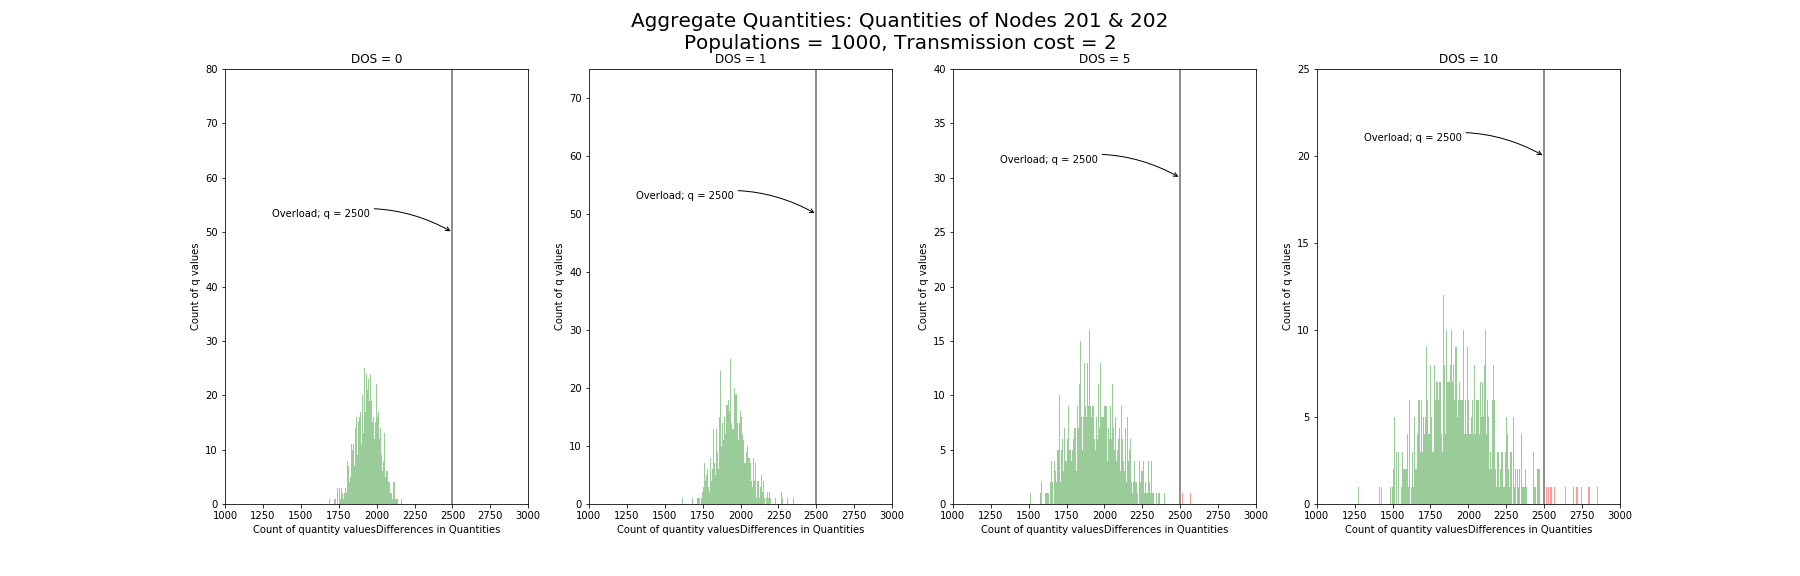 Aggregate Quantities: Quantities of Nodes 201 & 202
Populations = 1000, Transmission cost = 2
DOS = 0
80
70
60
50
40
30
20
10
0
Count of q values
Overload; q = 2500
1000 1250 1500 1750 2000 2250 2500 2750 3000
Count of quantity valuesDifferences in Quantities
DOS = 1
70
60
50
40
30
20
10
0
Count of q values
Overload; q = 2500
1000 1250 1500 1750 2000 2250 2500 2750 3000
Count of quantity valuesDifferences in Quantities
DOS = 5
40
35
30
25
20
15
10
5
0
Count of q values
Overload; q = 2500
1000 1250 1500 1750 2000 2250 2500 2750 3000
Count of quantity valuesDifferences in Quantities
DOS = 10
25
20
15
10
5
0
Count of q values
Overload; q = 2500
1000 1250 1500 1750 2000 2250 2500 2750 3000
Count of quantity valuesDifferences in Quantities